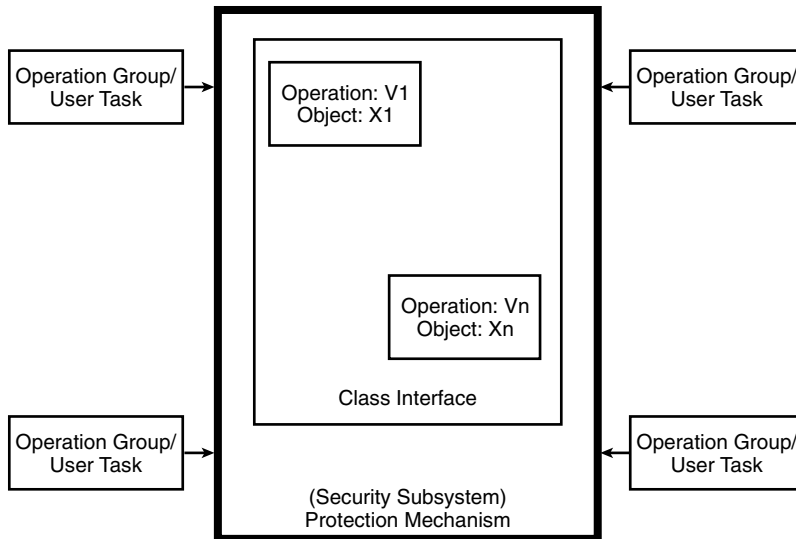 Operation Group/
User Task
Operation: V1
Object: X1
Operation Group/
User Task
Operation: Vn
Object: Xn
Class Interface
Operation Group/
User Task
Operation Group/
User Task
(Security Subsystem)
Protection Mechanism